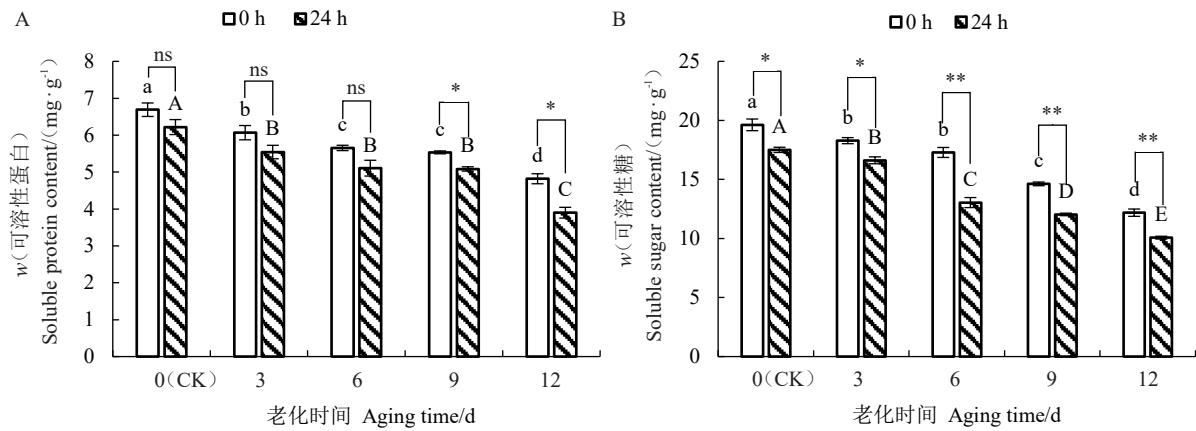 A
0 h 24 h
w(可溶性蛋白)
Soluble protein content/(mg·g⁻¹)
8
7
6
5
4
3
2
1
0
ns
ns
ns
*
*
a
A
b
B
c
B
c
B
d
C
0(CK) 3 6 9 12
老化时间 Aging time/d
B
0 h 24 h
w(可溶性糖)
Soluble sugar content/(mg·g⁻¹)
25
20
15
10
5
0
*
*
**
**
**
a
A
b
B
b
C
c
D
d
E
0(CK) 3 6 9 12
老化时间 Aging time/d